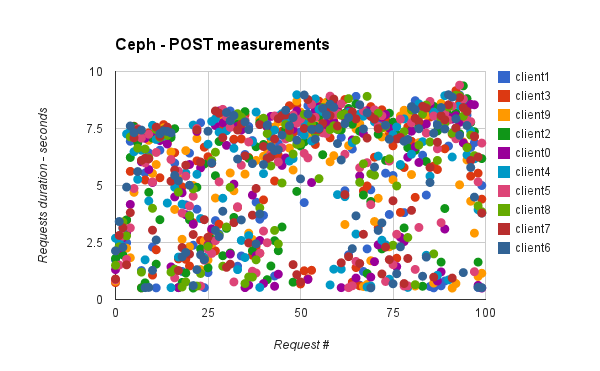 Ceph - POST measurements
Requests duration - seconds
10
7.5
5
2.5
0
0
25
50
75
100
Request #
client1
client3
client9
client2
client0
client4
client5
client8
client7
client6